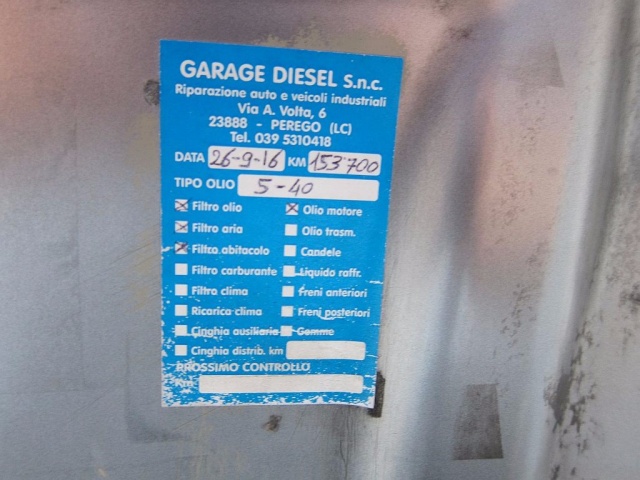 GARAGE DIESEL S.n.c.
Riparazione auto e veicoli industriali
Via A. Volta, 6
23888 - PEREGO (LC)
Tel. 039 5310418
DATA 26-9-16 KM 153700
TIPO OLIO 5-40
Filtro olio Olio motore
Filtro aria Olio trasm.
Filtro abitacolo Candele
Filtro carburante Liquido raffr.
Filtro clima Freni anteriori
Ricarica clima Freni posteriori
Cinghia ausiliaria Gomme
Cinghia distrib. km
PROSSIMO CONTROLLO
Km